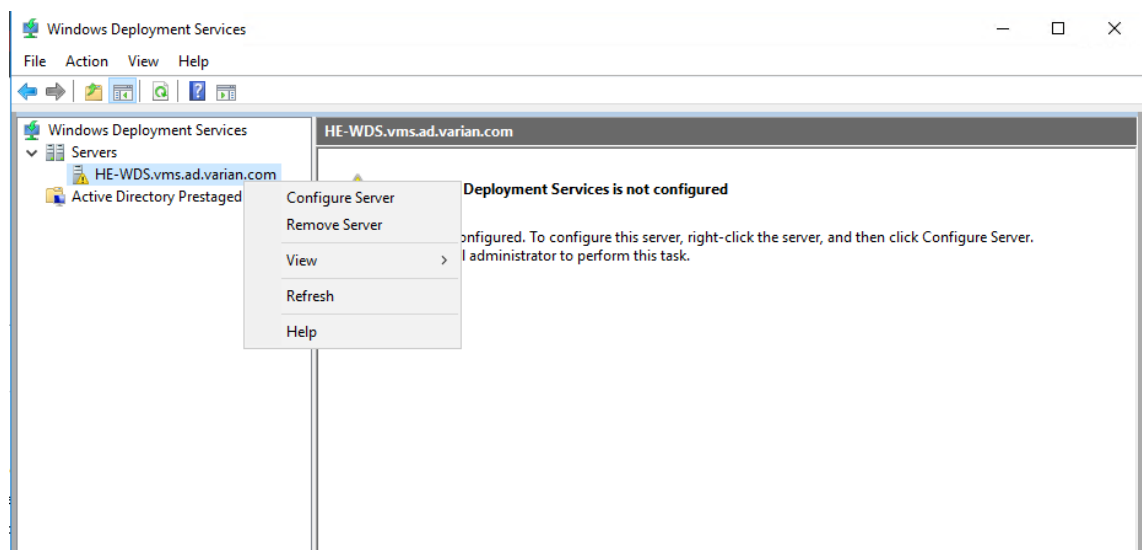 Windows Deployment Services
File Action View Help
Windows Deployment Services
Servers
HE-WDS.vms.ad.varian.com
Active Directory Prestaged
Configure Server
Remove Server
View
Refresh
Help
HE-WDS.vms.ad.varian.com
Deployment Services is not configured
onfigured. To configure this server, right-click the server, and then click Configure Server.
l administrator to perform this task.